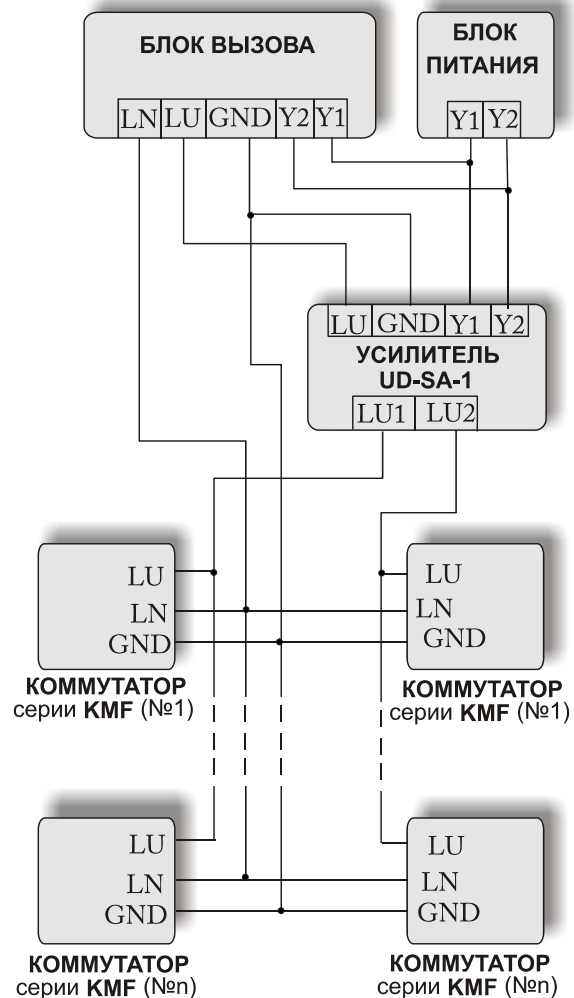 БЛОК ВЫЗОВА
LN LU GND Y2 Y1
БЛОК
ПИТАНИЯ
Y1 Y2
LU GND Y1 Y2
УСИЛИТЕЛЬ
UD-SA-1
LU1 LU2
LU
LN
GND
КОММУТАТОР
серии KMF (№1)
LU
LN
GND
КОММУТАТОР
серии KMF (№1)
LU
LN
GND
КОММУТАТОР
серии KMF (№n)
LU
LN
GND
КОММУТАТОР
серии KMF (№n)